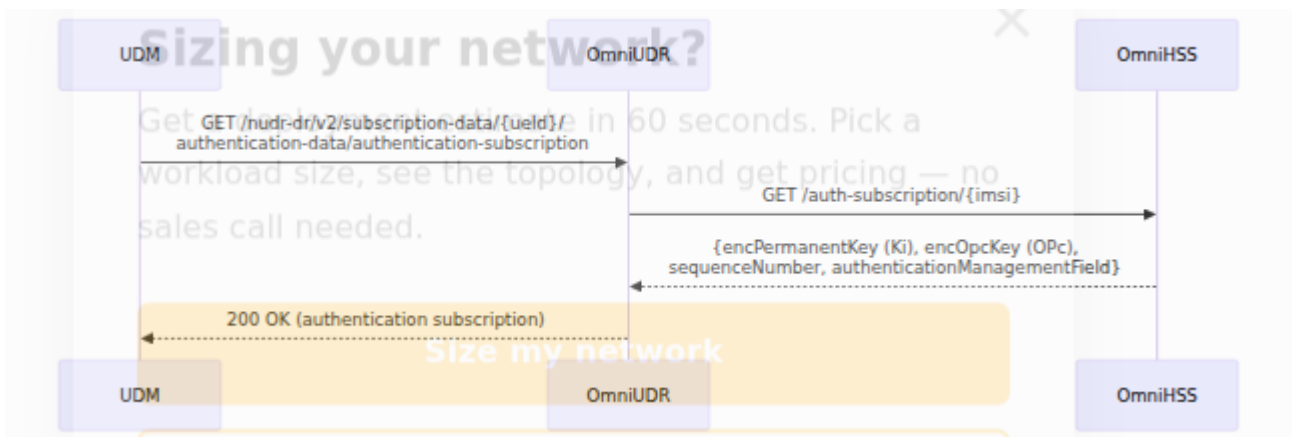 Sizing your network?
UDM
OmniUDR
OmniHSS
GET /nudr-dr/v2/subscription-data/{ueId}/
authentication-data/authentication-subscription
Get a deployment estimate in 60 seconds. Pick a
workload size, see the topology, and get pricing — no
sales call needed.
GET /auth-subscription/{imsi}
{encPermanentKey (Ki), encOpcKey (OPc),
sequenceNumber, authenticationManagementField}
200 OK (authentication subscription)
Size my network
UDM
OmniUDR
OmniHSS